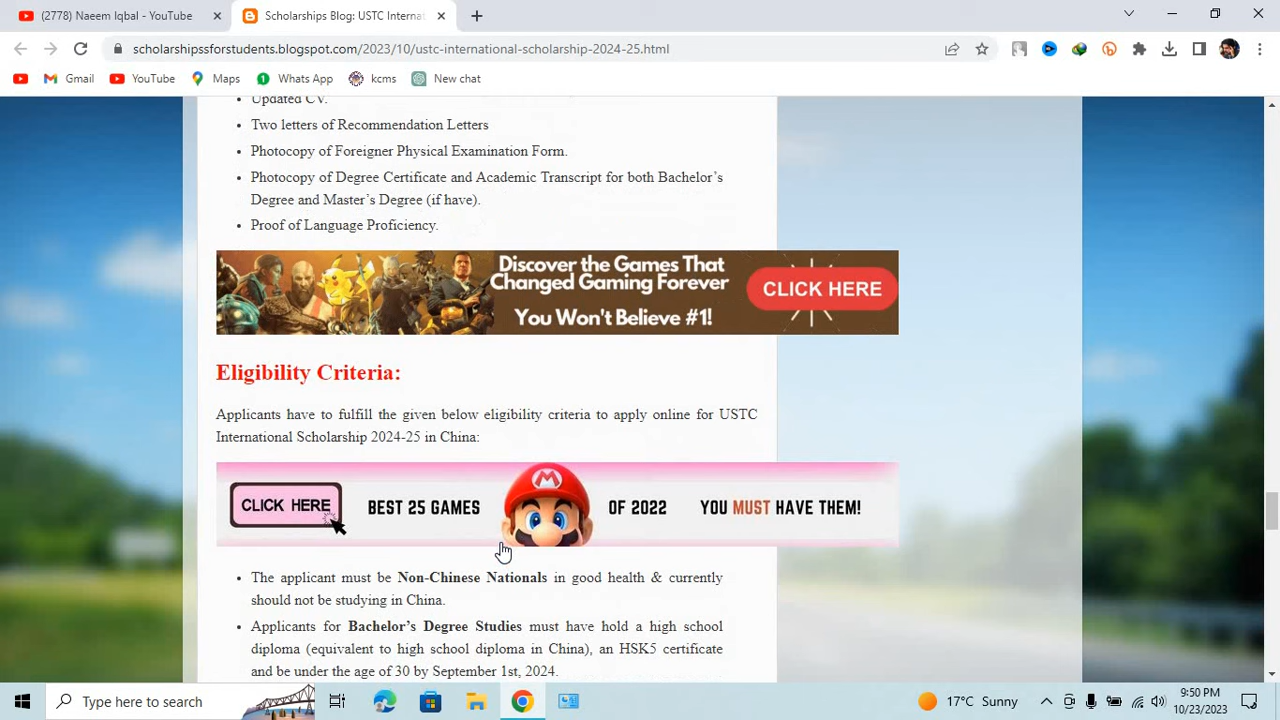 (2778) Naeem Iqbal - YouTube
Scholarships Blog: USTC Interna
scholarshipssforstudents.blogspot.com/2023/10/ustc-international-scholarship-2024-25.html
Gmail
YouTube
Maps
Whats App
kcms
New chat
Updated CV.
Two letters of Recommendation Letters
Photocopy of Foreigner Physical Examination Form.
Photocopy of Degree Certificate and Academic Transcript for both Bachelor's
Degree and Master's Degree (if have).
Proof of Language Proficiency.
Discover the Games That
Changed Gaming Forever
You Won't Believe #1!
CLICK HERE
Eligibility Criteria:
Applicants have to fulfill the given below eligibility criteria to apply online for USTC
International Scholarship 2024-25 in China:
CLICK HERE BEST 25 GAMES OF 2022 YOU MUST HAVE THEM!
The applicant must be Non-Chinese Nationals in good health & currently
should not be studying in China.
Applicants for Bachelor's Degree Studies must have hold a high school
diploma (equivalent to high school diploma in China), an HSK5 certificate
and be under the age of 30 by September 1st, 2024.
Type here to search
17°C Sunny
9:50 PM
10/23/2023